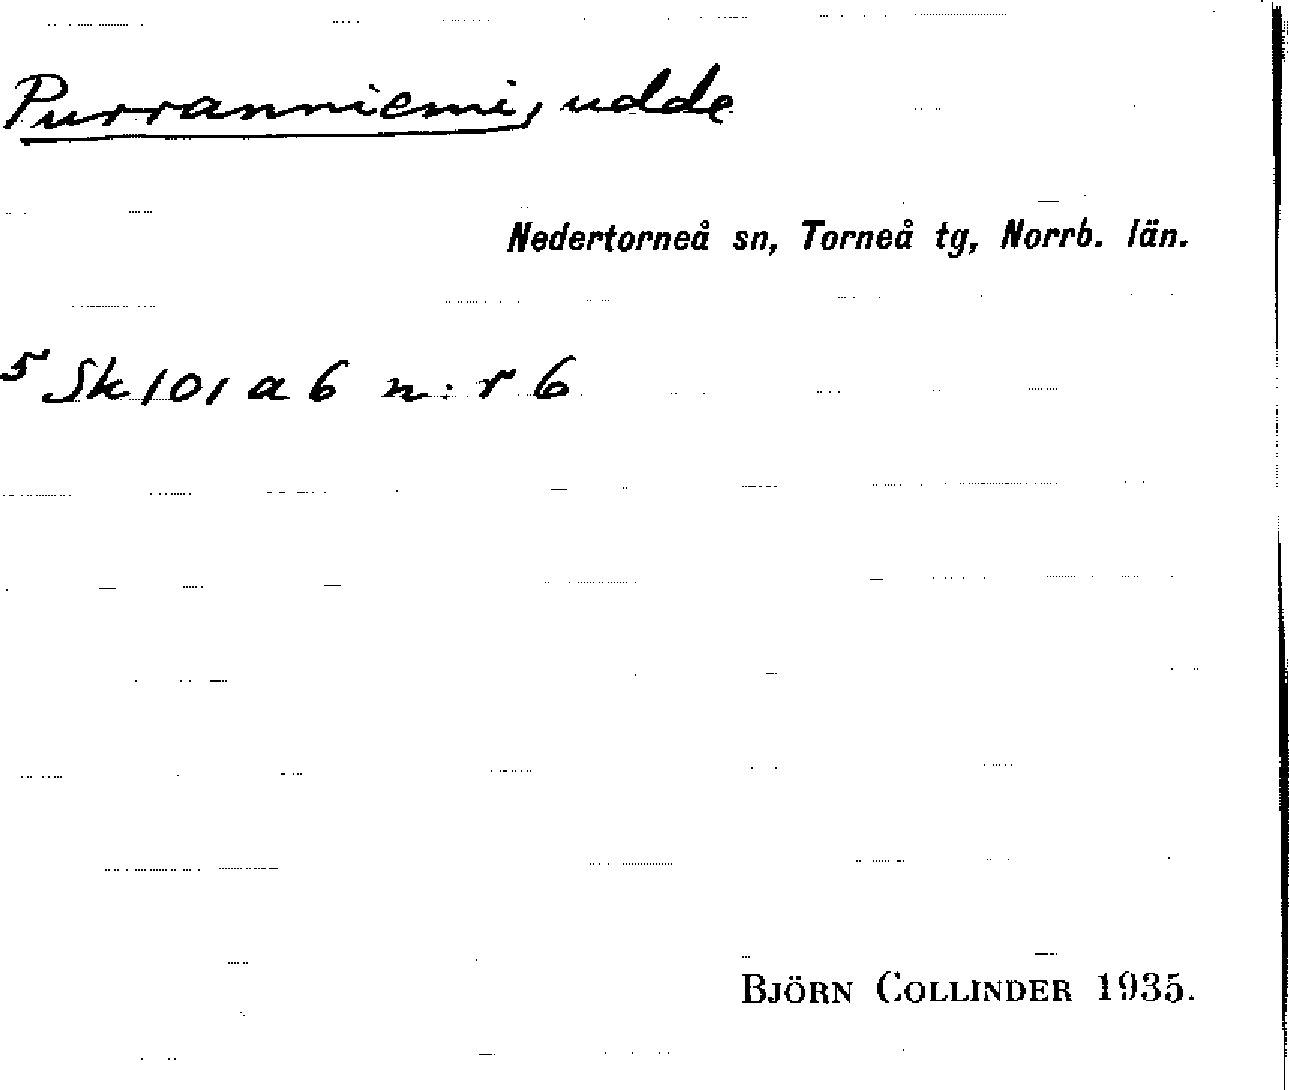 Purranniemi, udde
Nedertorneå sn, Torneå tg, Norrb. län.
5 Sk 101 a 6 n:r 6
BJÖRN COLLINDER 1935.